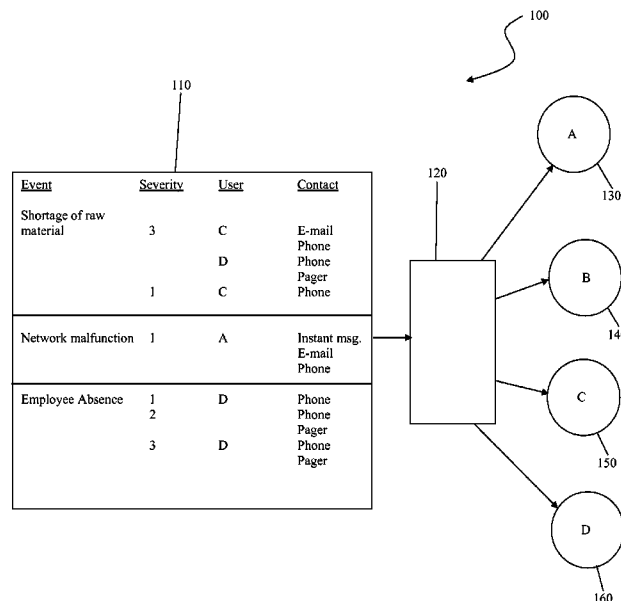 100
110
Event Severity User Contact
Shortage of raw
material 3 C E-mail
Phone
D Phone
Pager
1 C Phone
Network malfunction 1 A Instant msg.
E-mail
Phone
Employee Absence 1 D Phone
2 Phone
Pager
3 D Phone
Pager
120
A
130
B
14
C
150
D
160